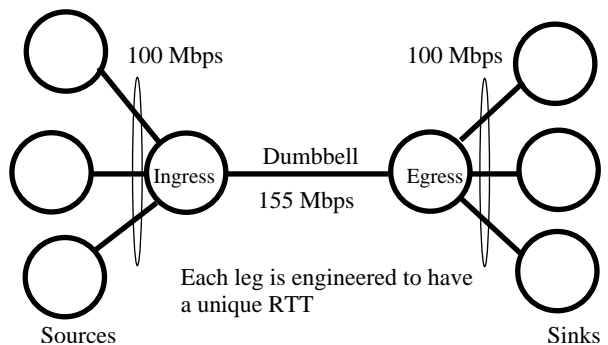 100 Mbps
100 Mbps
Dumbbell
Ingress
Egress
155 Mbps
Each leg is engineered to have
a unique RTT
Sources
Sinks